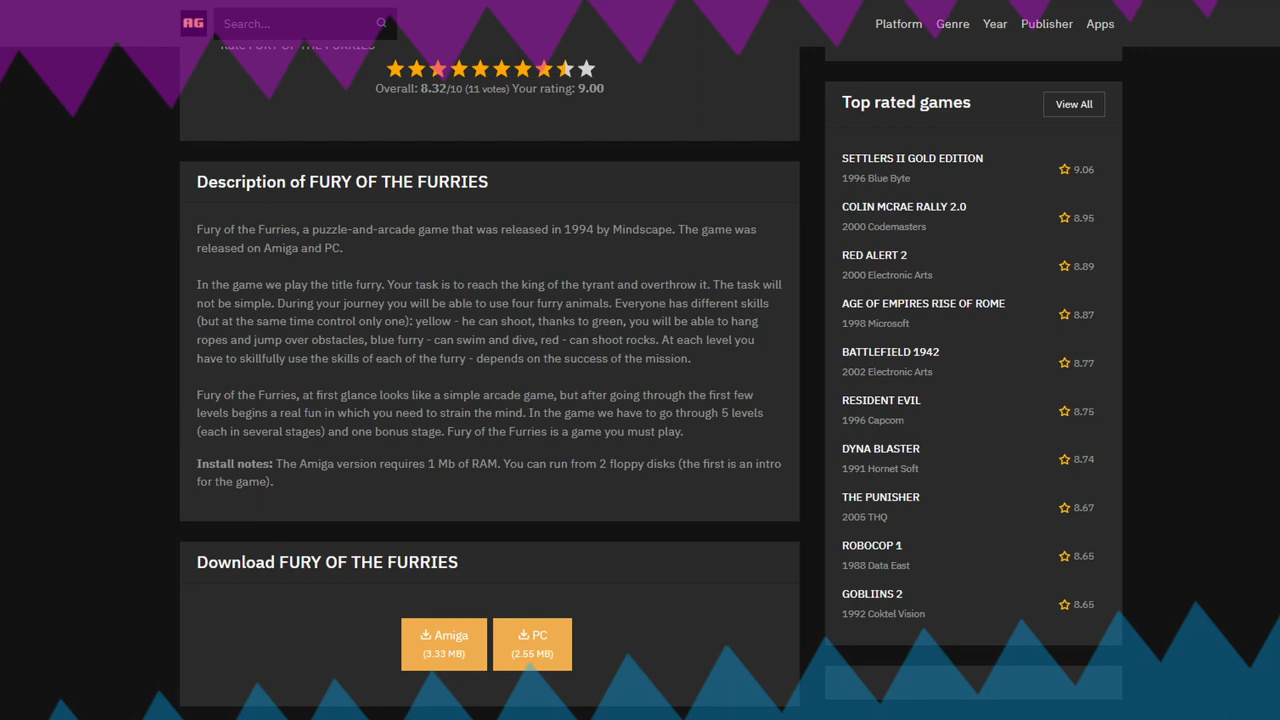 AG
Search...
Platform Genre Year Publisher Apps
Rate FURY OF THE FURRIES
Overall: 8.32/10 (11 votes) Your rating: 9.00
Description of FURY OF THE FURRIES
Fury of the Furries, a puzzle-and-arcade game that was released in 1994 by Mindscape. The game was
released on Amiga and PC.
In the game we play the title furry. Your task is to reach the king of the tyrant and overthrow it. The task will
not be simple. During your journey you will be able to use four furry animals. Everyone has different skills
(but at the same time control only one): yellow - he can shoot, thanks to green, you will be able to hang
ropes and jump over obstacles, blue furry - can swim and dive, red - can shoot rocks. At each level you
have to skillfully use the skills of each of the furry - depends on the success of the mission.
Fury of the Furries, at first glance looks like a simple arcade game, but after going through the first few
levels begins a real fun in which you need to strain the mind. In the game we have to go through 5 levels
(each in several stages) and one bonus stage. Fury of the Furries is a game you must play.
Install notes: The Amiga version requires 1 Mb of RAM. You can run from 2 floppy disks (the first is an intro
for the game).
Download FURY OF THE FURRIES
Amiga
(3.33 MB)
PC
(2.55 MB)
Top rated games
View All
SETTLERS II GOLD EDITION
1996 Blue Byte
9.06
COLIN MCRAE RALLY 2.0
2000 Codemasters
8.95
RED ALERT 2
2000 Electronic Arts
8.89
AGE OF EMPIRES RISE OF ROME
1998 Microsoft
8.87
BATTLEFIELD 1942
2002 Electronic Arts
8.77
RESIDENT EVIL
1996 Capcom
8.75
DYNA BLASTER
1991 Hornet Soft
8.74
THE PUNISHER
2005 THQ
8.67
ROBOCOP 1
1988 Data East
8.65
GOBLIINS 2
1992 Coktel Vision
8.65